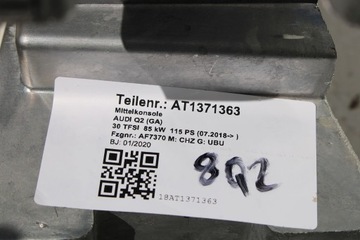 Teilenr.: AT1371363
Mittelkonsole
AUDI Q2 (GA)
30 TFSI 85 kW 115 PS (07.2018-> )
Fzgnr.: AF7370 M: CHZ G: UBU
BJ: 01/2020
8Q2
18AT1371363